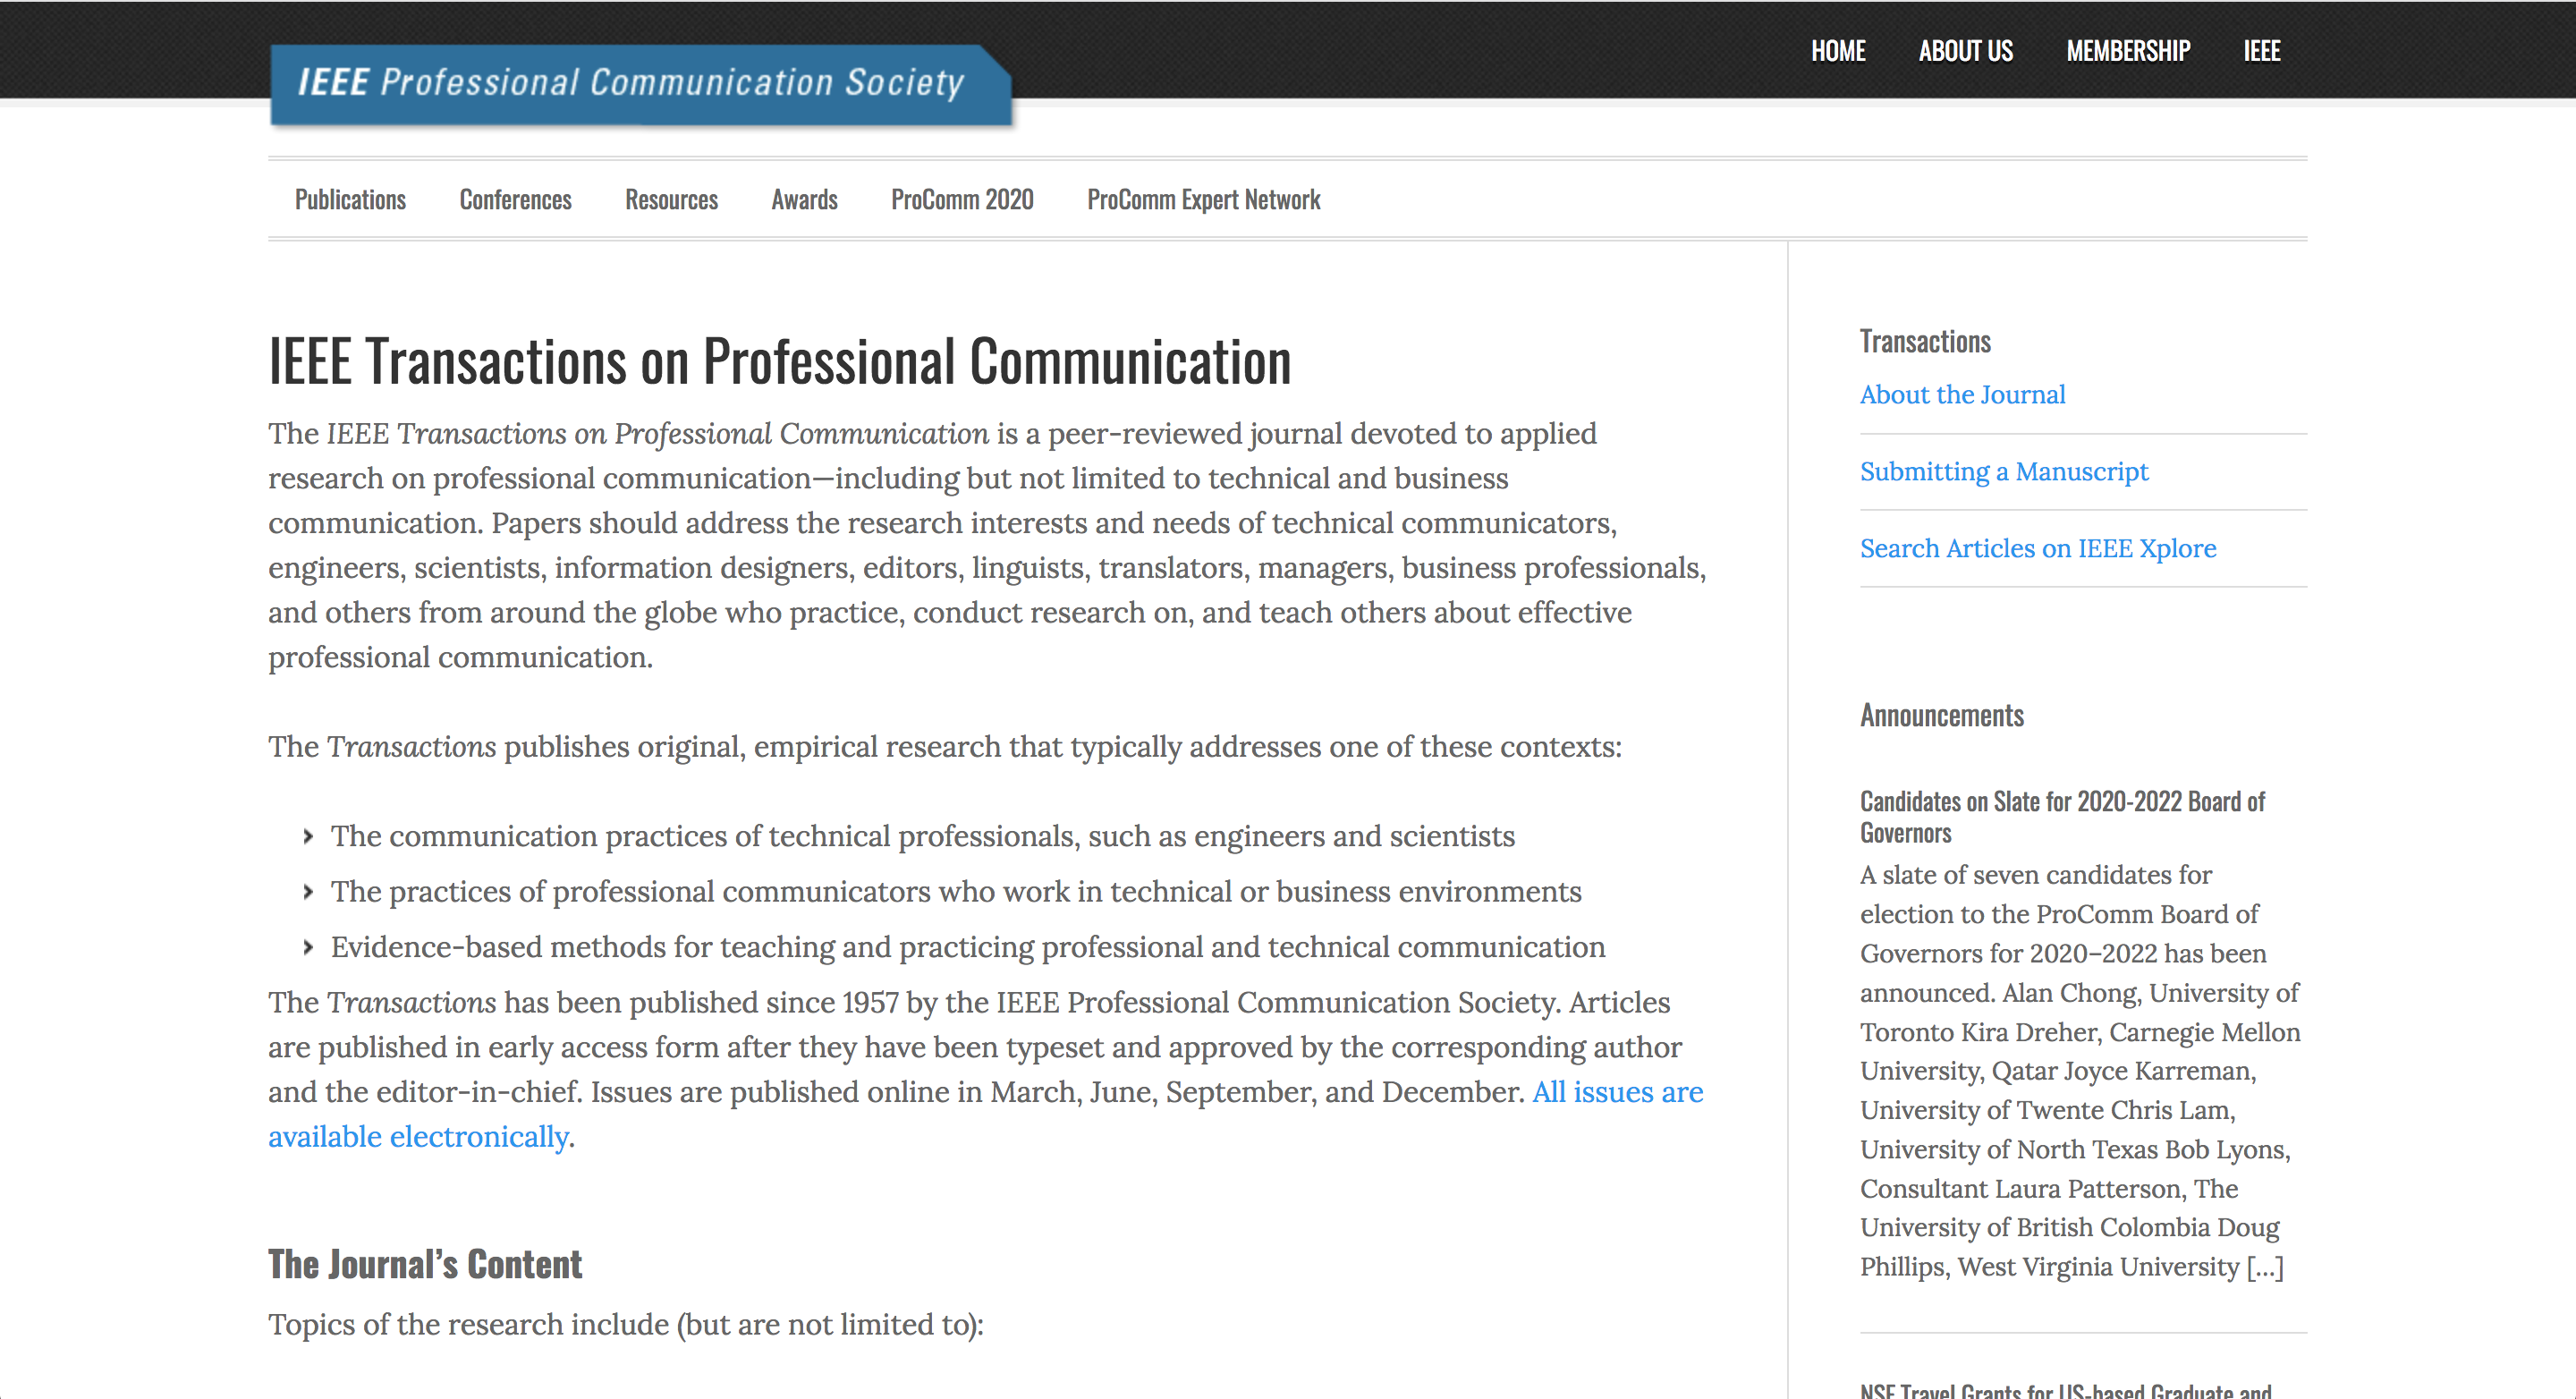 IEEE Professional Communication Society
HOME ABOUT US MEMBERSHIP IEEE
Publications Conferences Resources Awards ProComm 2020 ProComm Expert Network
IEEE Transactions on Professional Communication
The IEEE Transactions on Professional Communication is a peer-reviewed journal devoted to applied
research on professional communication—including but not limited to technical and business
communication. Papers should address the research interests and needs of technical communicators,
engineers, scientists, information designers, editors, linguists, translators, managers, business professionals,
and others from around the globe who practice, conduct research on, and teach others about effective
professional communication.
The Transactions publishes original, empirical research that typically addresses one of these contexts:
The communication practices of technical professionals, such as engineers and scientists
The practices of professional communicators who work in technical or business environments
Evidence-based methods for teaching and practicing professional and technical communication
The Transactions has been published since 1957 by the IEEE Professional Communication Society. Articles
are published in early access form after they have been typeset and approved by the corresponding author
and the editor-in-chief. Issues are published online in March, June, September, and December. All issues are
available electronically.
The Journal’s Content
Topics of the research include (but are not limited to):
Transactions
About the Journal
Submitting a Manuscript
Search Articles on IEEE Xplore
Announcements
Candidates on Slate for 2020-2022 Board of
Governors
A slate of seven candidates for
election to the ProComm Board of
Governors for 2020–2022 has been
announced. Alan Chong, University of
Toronto Kira Dreher, Carnegie Mellon
University, Qatar Joyce Karreman,
University of Twente Chris Lam,
University of North Texas Bob Lyons,
Consultant Laura Patterson, The
University of British Colombia Doug
Phillips, West Virginia University [...]
NSF Travel Grants for US-based Graduate and